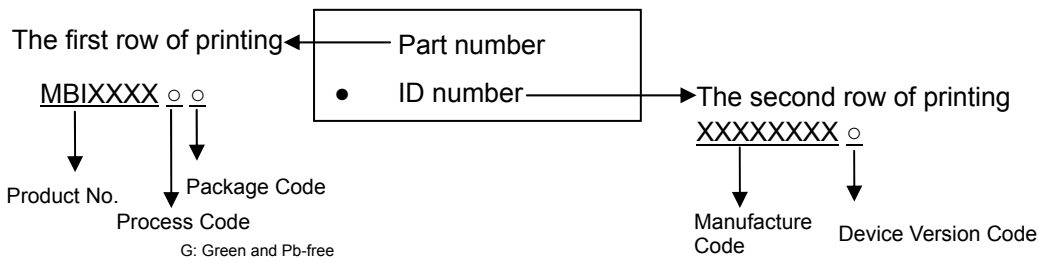 The first row of printing
Part number
MBIXXXX ○ ○
● ID number
The second row of printing
XXXXXXXX ○
Product No.
Package Code
Process Code
G: Green and Pb-free
Manufacture
Code
Device Version Code